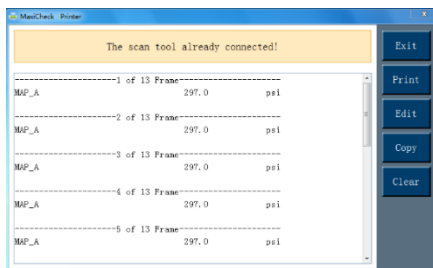 MaxiCheck Printer
The scan tool already connected!
----------------------1 of 13 Frame----------------------
MAP_A 297.0 psi
----------------------2 of 13 Frame----------------------
MAP_A 297.0 psi
----------------------3 of 13 Frame----------------------
MAP_A 297.0 psi
----------------------4 of 13 Frame----------------------
MAP_A 297.0 psi
----------------------5 of 13 Frame----------------------
MAP_A 297.0 psi
Exit
Print
Edit
Copy
Clear